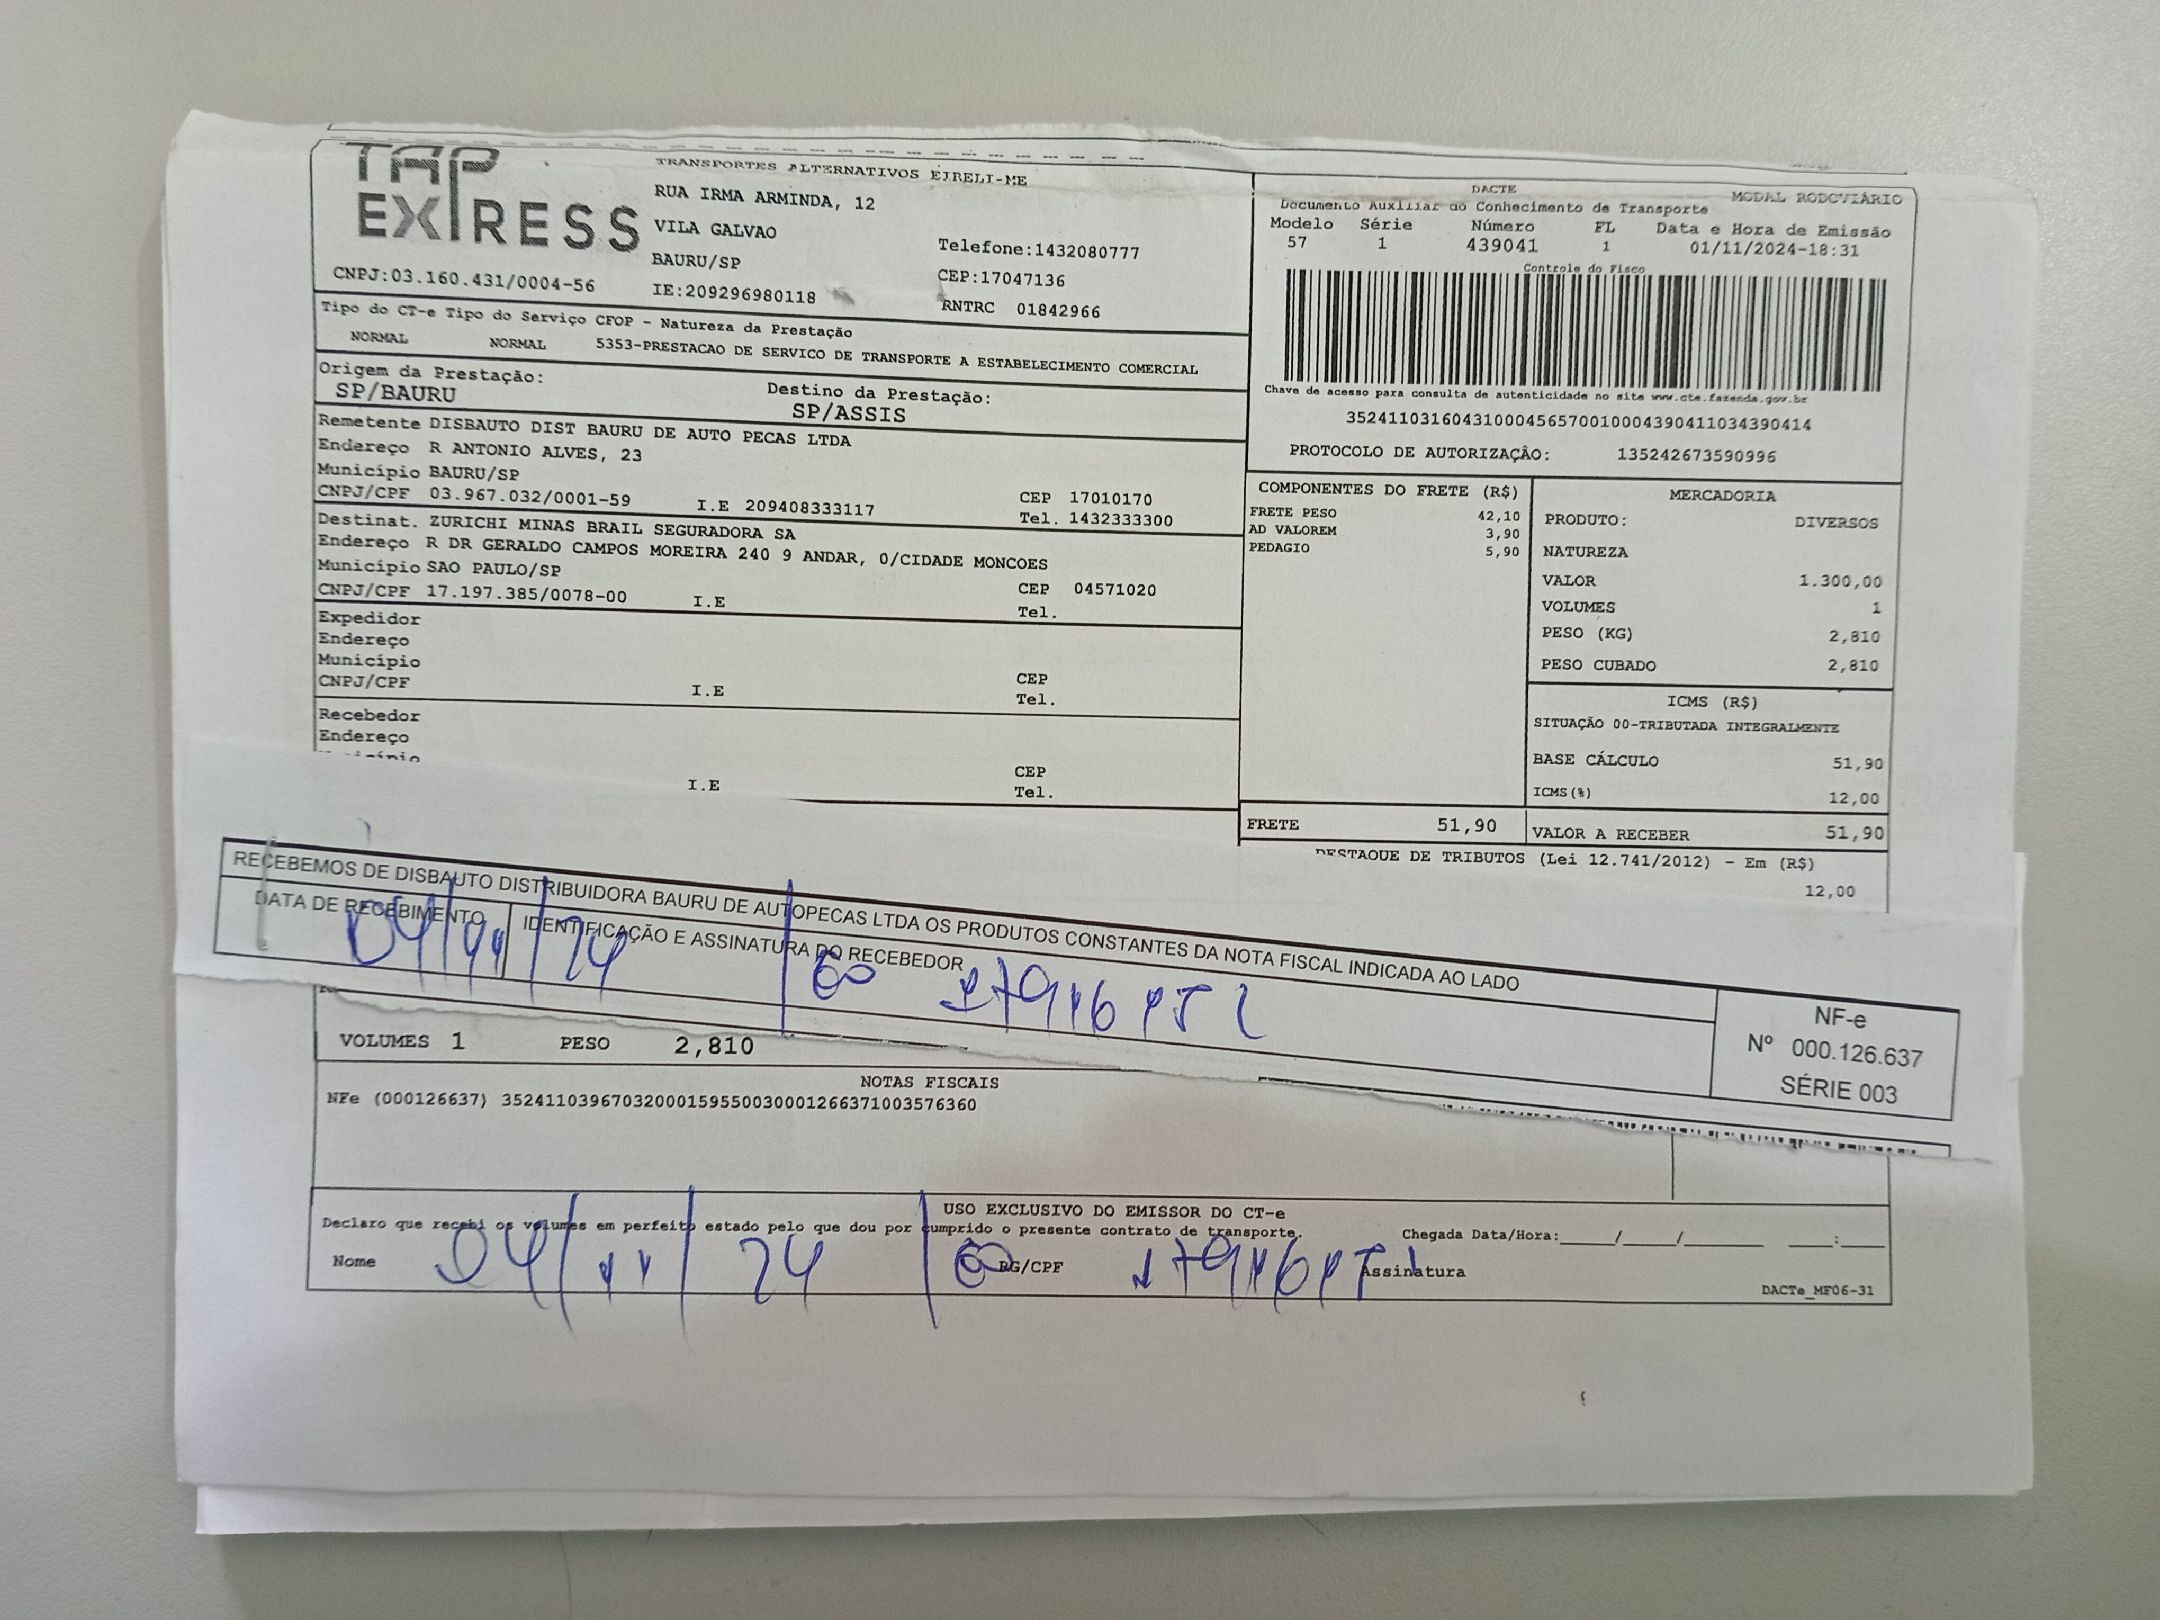 TAP EXPRESS
CNPJ:03.160.431/0004-56
TRANSPORTES ALTERNATIVOS EIRELI-ME
RUA IRMA ARMINDA, 12
VILA GALVAO
BAURU/SP
IE:209296980118
Telefone:1432080777
CEP:17047136
RNTRC 01842966
DACTE
MODAL RODOVIÁRIO
Documento Auxiliar do Conhecimento de Transporte
Modelo Série Número FL Data e Hora de Emissão
57 1 439041 1 01/11/2024-18:31
Controle do Fisco
Chave de acesso para consulta de autenticidade no site www.cte.fazenda.gov.br
35241103160431000456570010004390411034390414
PROTOCOLO DE AUTORIZAÇÃO: 135242673590996
Tipo do CT-e Tipo do Serviço CFOP - Natureza da Prestação
NORMAL NORMAL 5353-PRESTACAO DE SERVICO DE TRANSPORTE A ESTABELECIMENTO COMERCIAL
Origem da Prestação: Destino da Prestação:
SP/BAURU SP/ASSIS
Remetente DISBAUTO DIST BAURU DE AUTO PECAS LTDA
Endereço R ANTONIO ALVES, 23
Município BAURU/SP CEP 17010170
CNPJ/CPF 03.967.032/0001-59 I.E 209408333117 Tel. 1432333300
Destinat. ZURICHI MINAS BRAIL SEGURADORA SA
Endereço R DR GERALDO CAMPOS MOREIRA 240 9 ANDAR, 0/CIDADE MONCOES
Município SAO PAULO/SP CEP 04571020
CNPJ/CPF 17.197.385/0078-00 I.E Tel.
Expedidor
Endereço
Município CEP
CNPJ/CPF I.E Tel.
Recebedor
Endereço
Município CEP
I.E Tel.
COMPONENTES DO FRETE (R$)
FRETE PESO 42,10
AD VALOREM 3,90
PEDAGIO 5,90
FRETE 51,90
MERCADORIA
PRODUTO: DIVERSOS
NATUREZA
VALOR 1.300,00
VOLUMES 1
PESO (KG) 2,810
PESO CUBADO 2,810
ICMS (R$)
SITUAÇÃO 00-TRIBUTADA INTEGRALMENTE
BASE CÁLCULO 51,90
ICMS(%) 12,00
VALOR A RECEBER 51,90
DESTAQUE DE TRIBUTOS (Lei 12.741/2012) - Em (R$)
12,00
RECEBEMOS DE DISBAUTO DISTRIBUIDORA BAURU DE AUTOPECAS LTDA OS PRODUTOS CONSTANTES DA NOTA FISCAL INDICADA AO LADO
DATA DE RECEBIMENTO IDENTIFICAÇÃO E ASSINATURA DO RECEBEDOR
04/11/24
NF-e
Nº 000.126.637
SÉRIE 003
VOLUMES 1 PESO 2,810
NOTAS FISCAIS
NFe (000126637) 35241103967032000159550030001266371003576360
USO EXCLUSIVO DO EMISSOR DO CT-e
Declaro que recebi os volumes em perfeito estado pelo que dou por cumprido o presente contrato de transporte. Chegada Data/Hora:_____/_____/________ ____:____
Nome RG/CPF Assinatura
04/11/24
DACTe_MF06-31